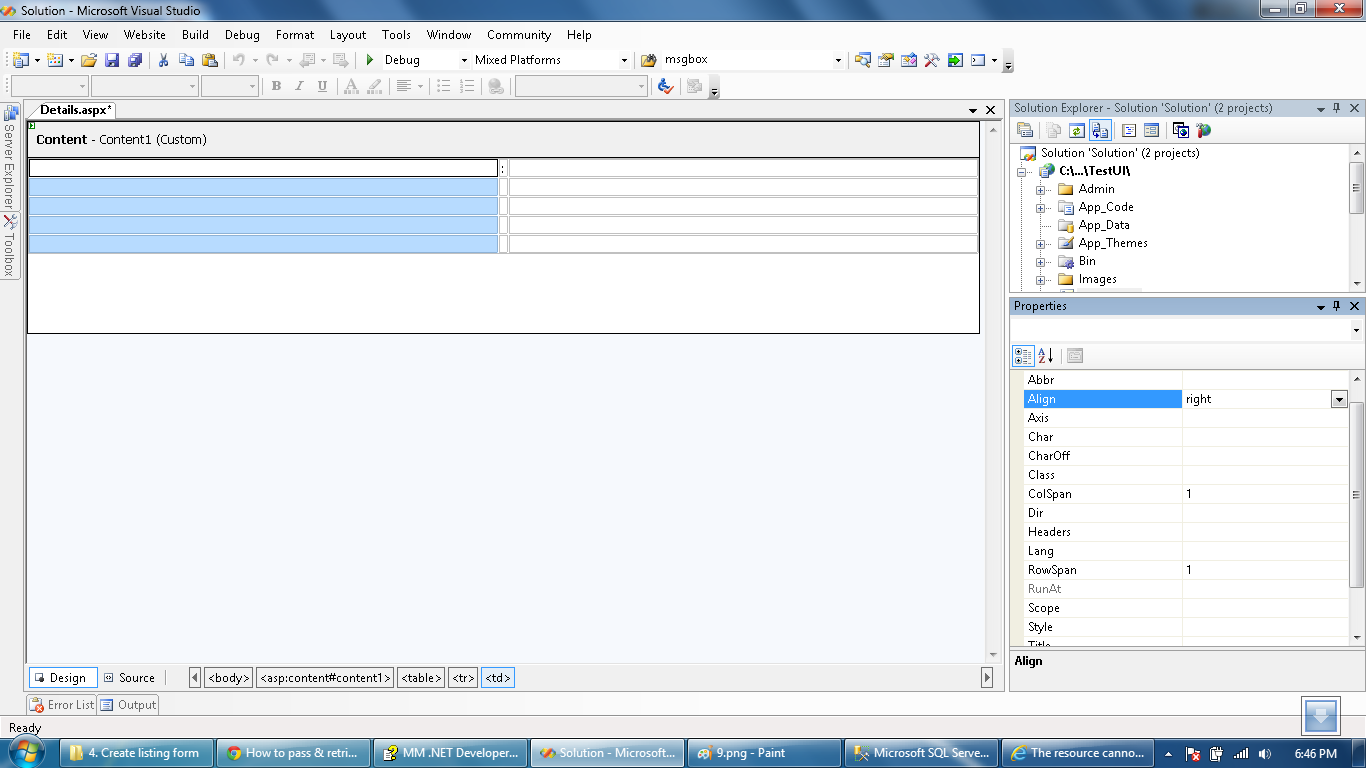 Solution - Microsoft Visual Studio
File Edit View Website Build Debug Format Layout Tools Window Community Help
Debug Mixed Platforms msgbox
B I U A
Server Explorer
Toolbox
Details.aspx*
Content - Content1 (Custom)
:
Solution Explorer - Solution 'Solution' (2 projects)
Solution 'Solution' (2 projects)
C:\...\TestUI\
Admin
App_Code
App_Data
App_Themes
Bin
Images
Properties
Abbr
Align right
Axis
Char
CharOff
Class
ColSpan 1
Dir
Headers
Lang
RowSpan 1
RunAt
Scope
Style
Title
Align
Design Source <body> <asp:content#content1> <table> <tr> <td>
Error List Output
Ready
4. Create listing form How to pass & retri... MM .NET Developer... Solution - Microsoft... 9.png - Paint Microsoft SQL Serve... The resource canno... 6:46 PM